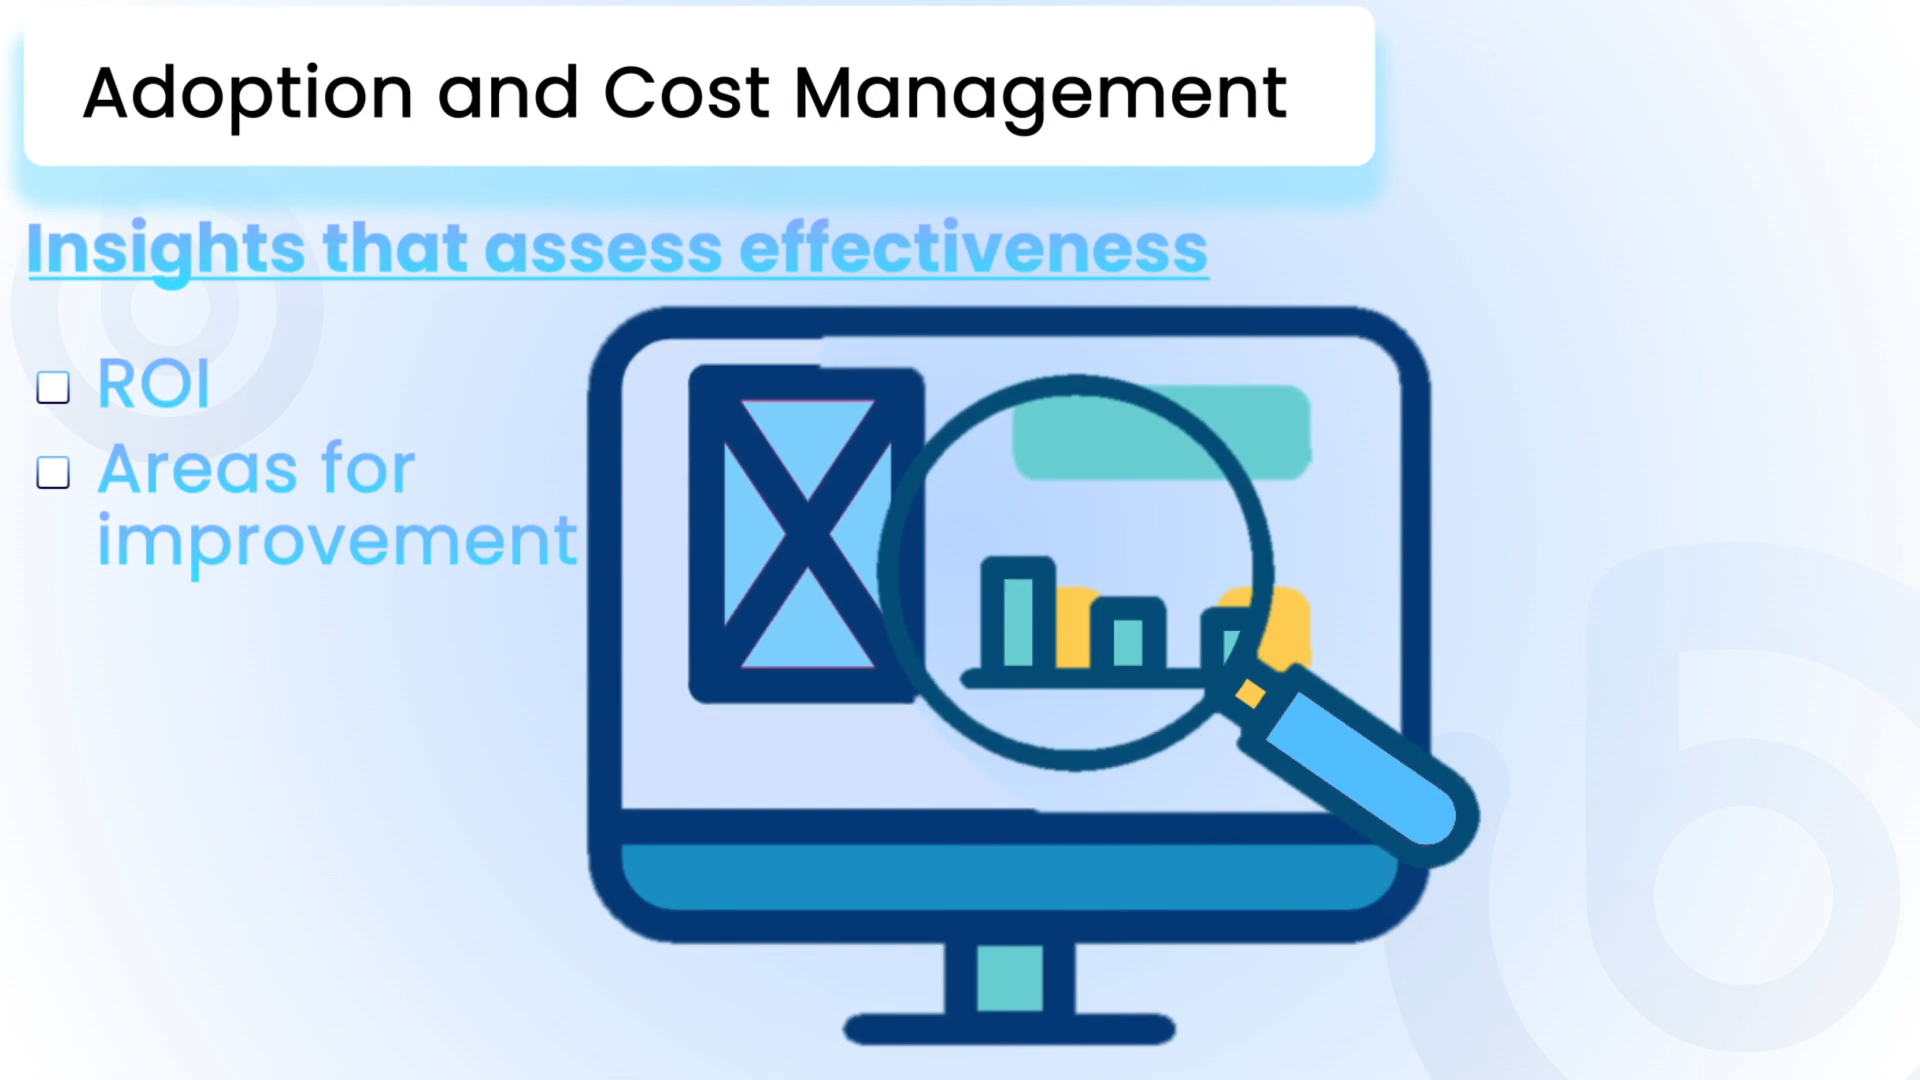 Adoption and Cost Management
Insights that assess effectiveness
ROI
Areas for
improvement